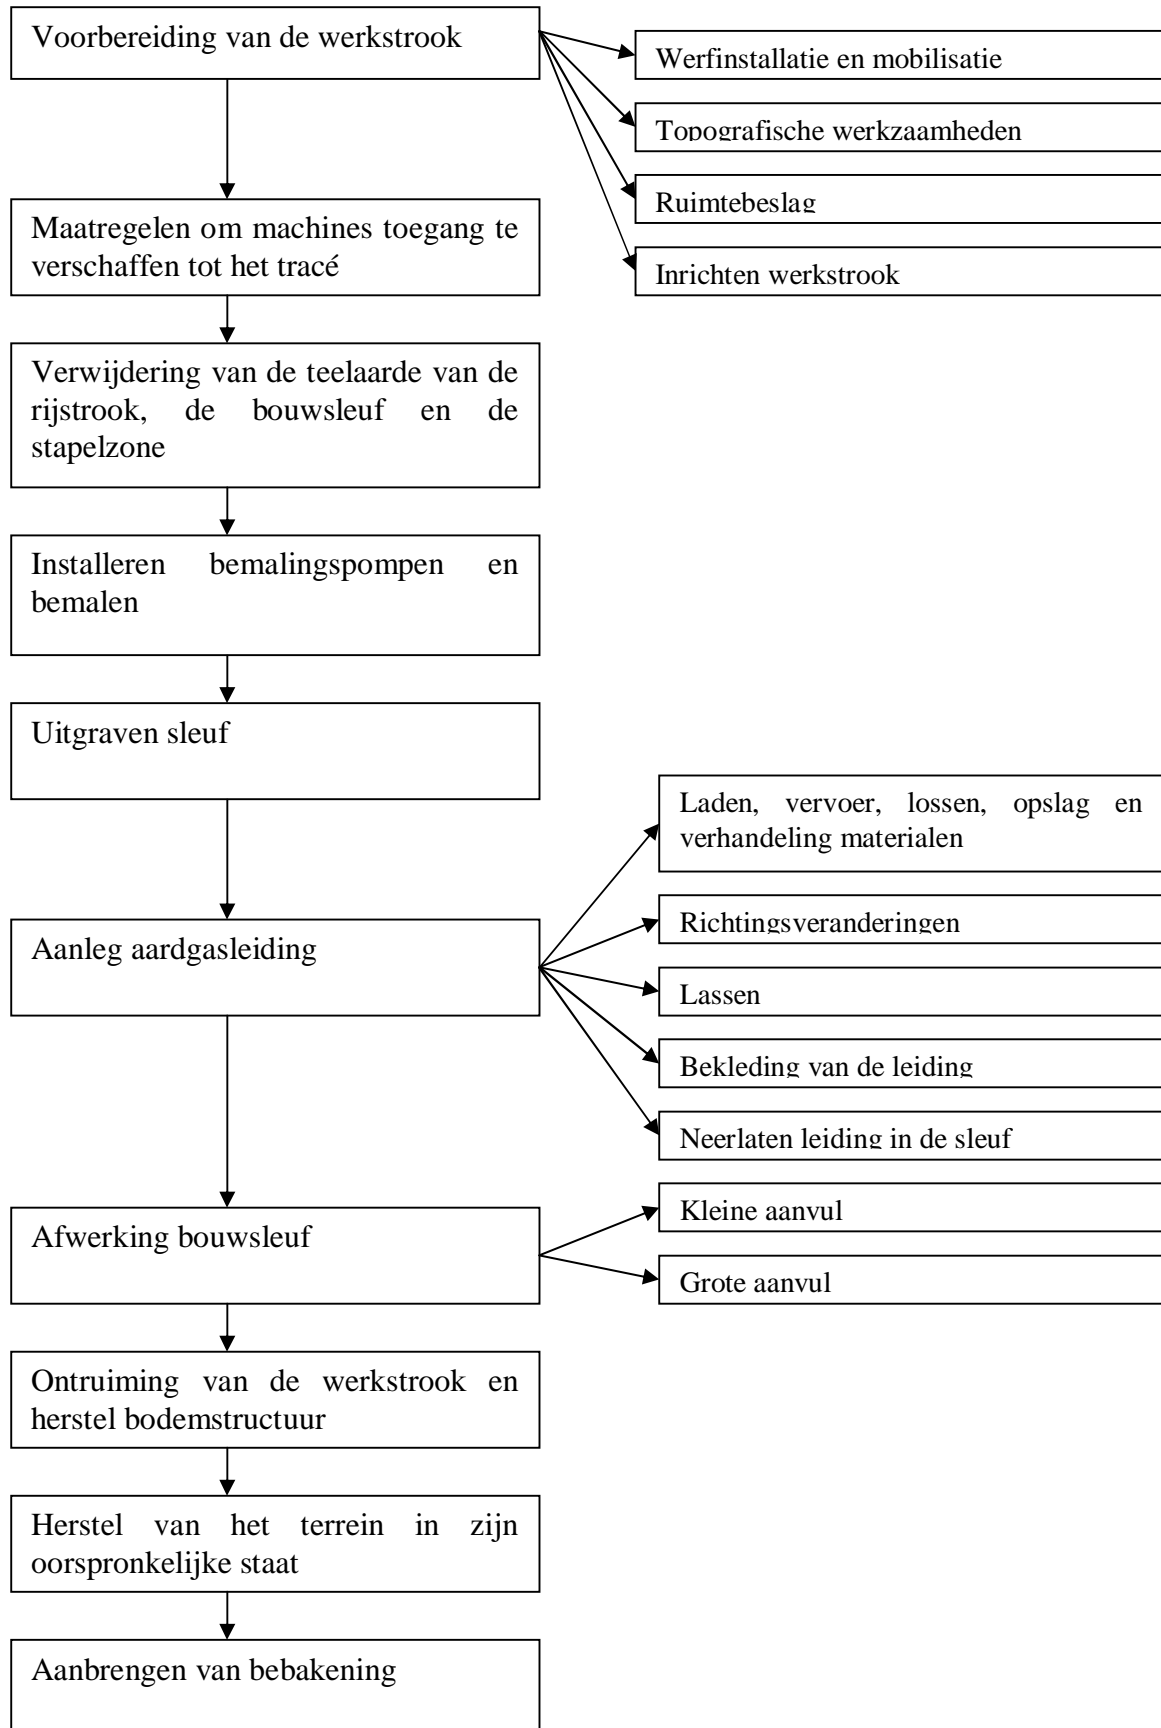 Voorbereiding van de werkstrook
Werfinstallatie en mobilisatie
Topografische werkzaamheden
Ruimtebeslag
Inrichten werkstrook
Maatregelen om machines toegang te
verschaffen tot het tracé
Verwijdering van de teelaarde van de
rijstrook, de bouwsleuf en de
stapelzone
Installeren bemalingspompen en
bemalen
Uitgraven sleuf
Aanleg aardgasleiding
Laden, vervoer, lossen, opslag en
verhandeling materialen
Richtingsveranderingen
Lassen
Bekleding van de leiding
Neerlaten leiding in de sleuf
Afwerking bouwsleuf
Kleine aanvul
Grote aanvul
Ontruiming van de werkstrook en
herstel bodemstructuur
Herstel van het terrein in zijn
oorspronkelijke staat
Aanbrengen van bebakening